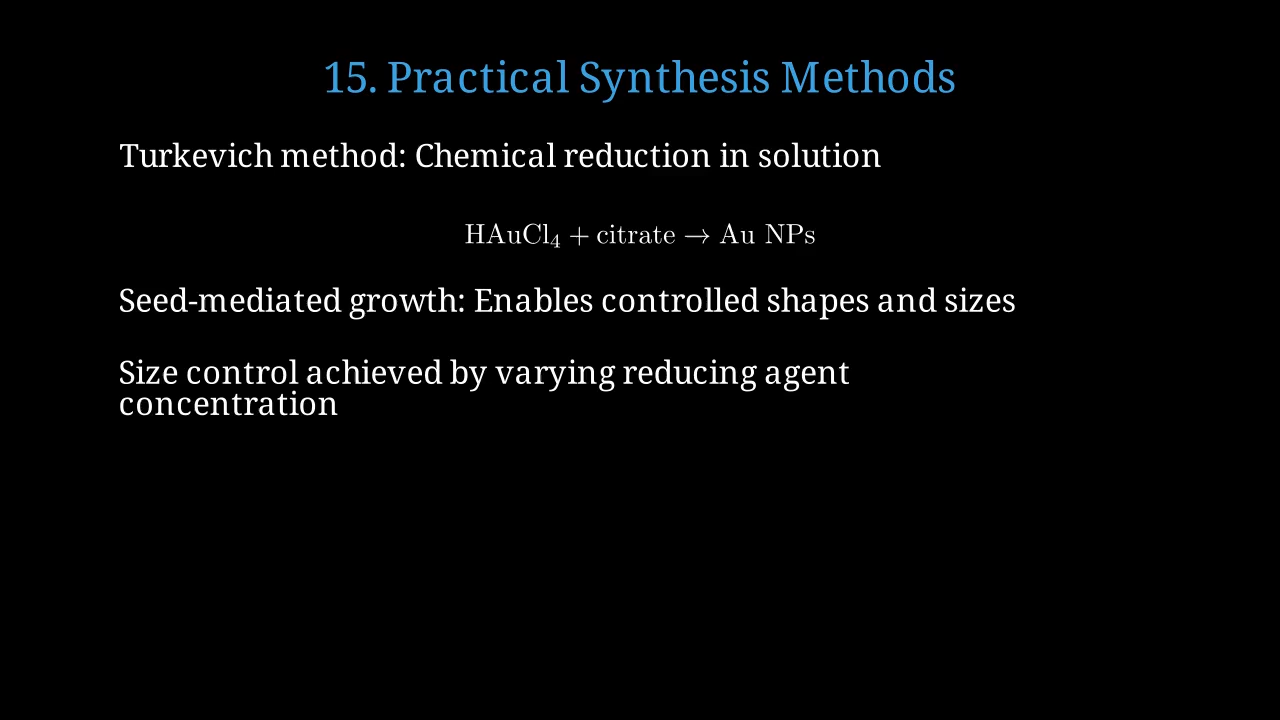 15. Practical Synthesis Methods
Turkevich method: Chemical reduction in solution
HAuCl₄ + citrate → Au NPs
Seed-mediated growth: Enables controlled shapes and sizes
Size control achieved by varying reducing agent
concentration